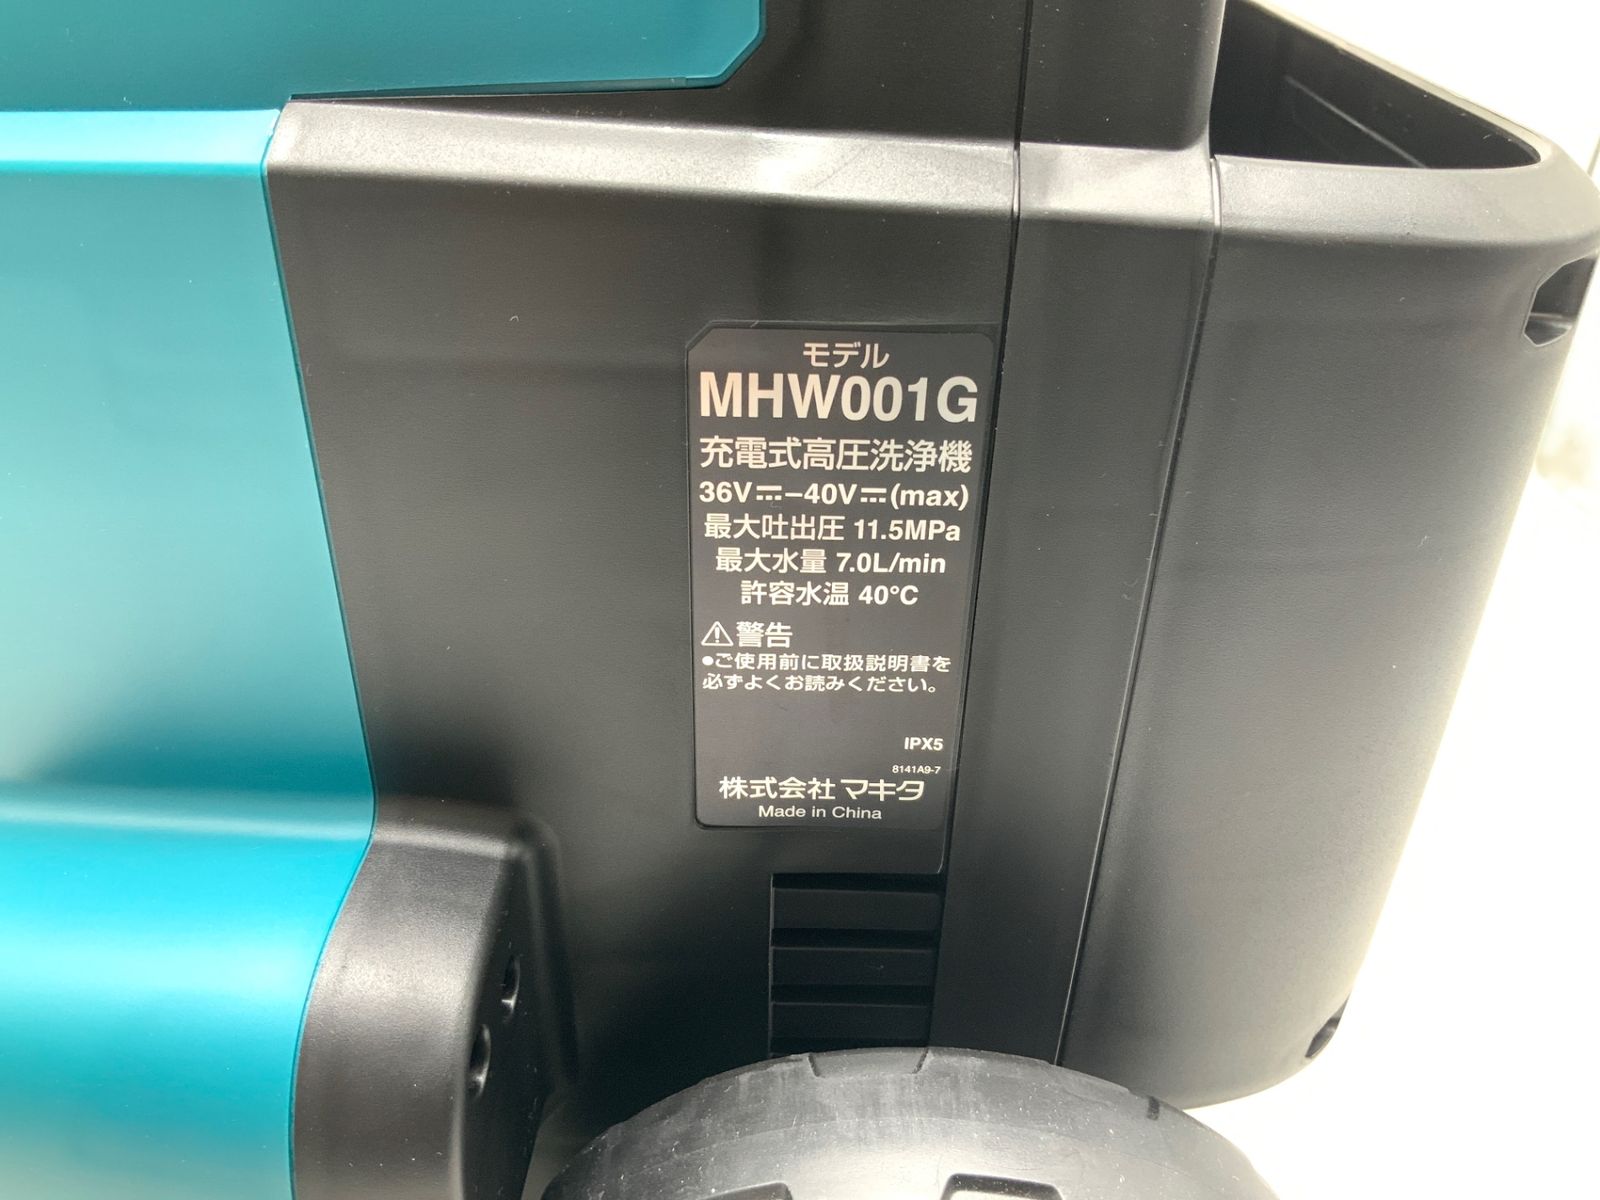 モデル
MHW001G
充電式高圧洗浄機
36V⎓–40V⎓(max)
最大吐出圧 11.5MPa
最大水量 7.0L/min
許容水温 40°C
⚠警告
●ご使用前に取扱説明書を
必ずよくお読みください。
IPX5
8141A9-7
株式会社マキタ
Made in China